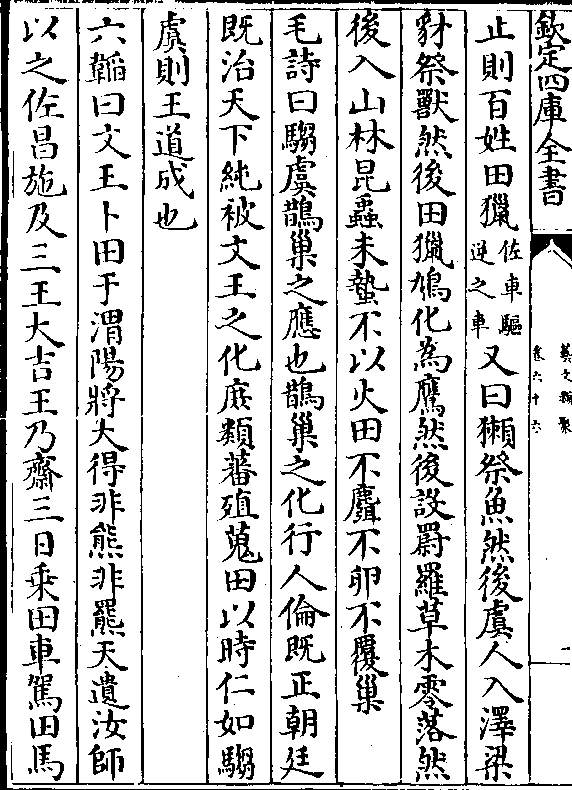 欽定四庫全書
藝文類聚
卷六十六
二
止則百姓田獵佐車驅
逆之車又曰獺祭魚然後虞人入澤梁
豺祭獸然後田獵鳩化為鷹然後設罻羅草木零落然
後入山林昆蟲未蟄不以火田不麛不卵不覆巢
毛詩曰騶虞鵲巢之應也鵲巢之化行人倫既正朝廷
既治天下純被文王之化庻類蕃殖蒐田以時仁如騶
虞則王道成也
六韜曰文王卜田于渭陽將大得非熊非羆天遺汝師
以之佐昌施及三王大吉王乃齋三日乗田車駕田馬